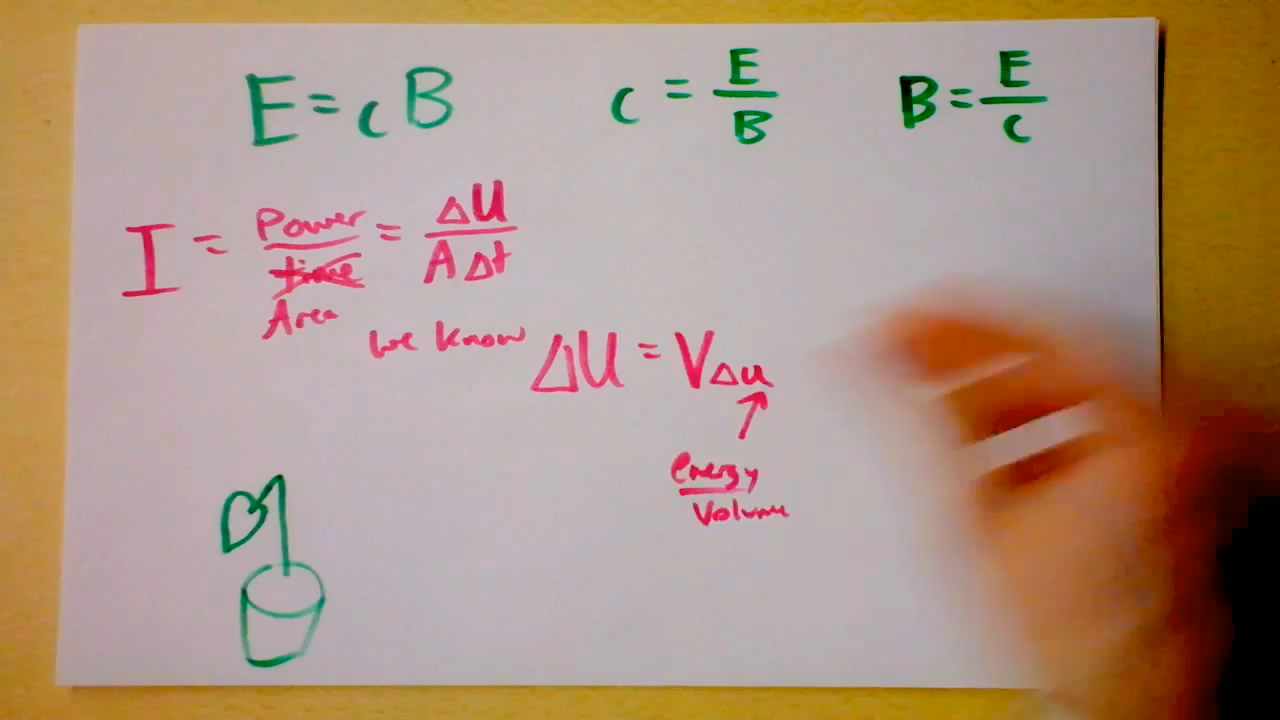 E = cB c = E/B B = E/c
I = Power/~~time~~ Area = ΔU/AΔt
we know ΔU = VΔu
↑
energy/Volume